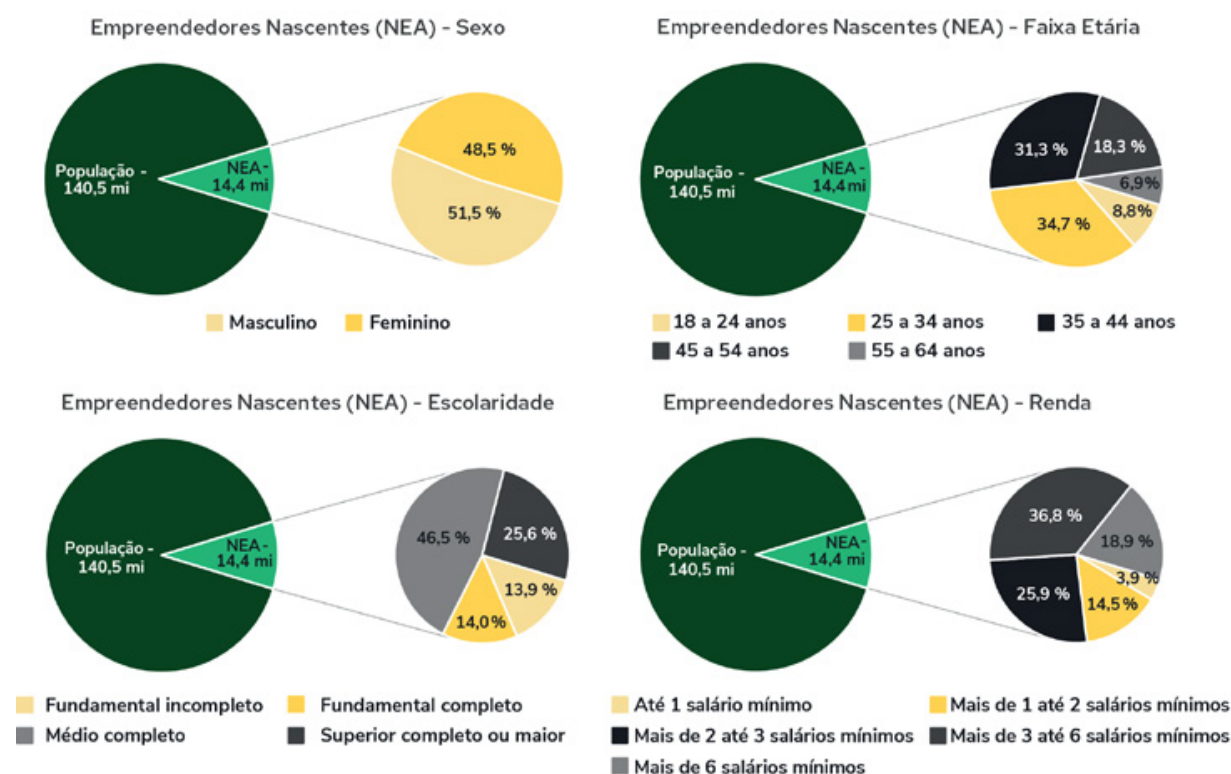 Empreendedores Nascentes (NEA) - Sexo
População -
140,5 mi
NEA -
14,4 mi
48,5 %
51,5 %
Masculino
Feminino
Empreendedores Nascentes (NEA) - Faixa Etária
População -
140,5 mi
NEA -
14,4 mi
31,3 %
18,3 %
6,9%
8,8%
34,7 %
18 a 24 anos
25 a 34 anos
35 a 44 anos
45 a 54 anos
55 a 64 anos
Empreendedores Nascentes (NEA) - Escolaridade
População -
140,5 mi
NEA -
14,4 mi
46,5 %
25,6 %
13,9 %
14,0 %
Fundamental incompleto
Fundamental completo
Médio completo
Superior completo ou maior
Empreendedores Nascentes (NEA) - Renda
População -
140,5 mi
NEA -
14,4 mi
36,8 %
18,9 %
3,9 %
14,5 %
25,9 %
Até 1 salário mínimo
Mais de 1 até 2 salários mínimos
Mais de 2 até 3 salários mínimos
Mais de 3 até 6 salários mínimos
Mais de 6 salários mínimos